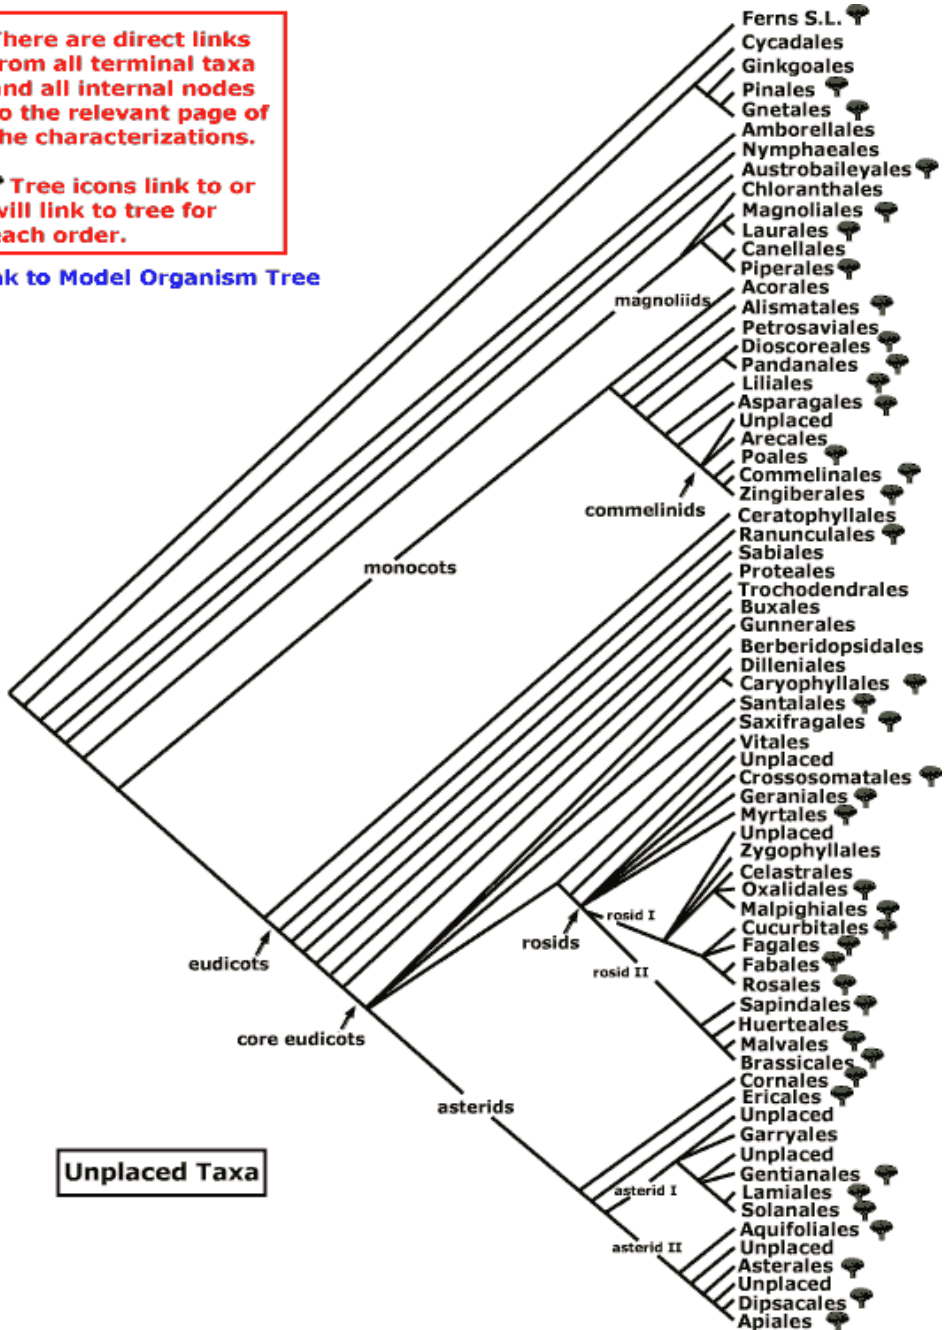 here are direct links
rom all terminal taxa
nd all internal nodes
o the relevant page of
he characterizations.
Tree icons link to or
will link to tree for
each order.
nk to Model Organism Tree
Ferns S.L.
Cycadales
Ginkgoales
Pinales
Gnetales
Amborellales
Nymphaeales
Austrobaileyales
Chloranthales
Magnoliales
Laurales
Canellales
Piperales
magnoliids
Acorales
Alismatales
Petrosaviales
Dioscoreales
Pandanales
Liliales
Asparagales
Unplaced
Arecales
Poales
Commelinales
Zingiberales
commelinids
monocots
Ceratophyllales
Ranunculales
Sabiales
Proteales
Trochodendrales
Buxales
Gunnerales
Berberidopsidales
Dilleniales
Caryophyllales
Santalales
Saxifragales
Vitales
Unplaced
Crossosomatales
Geraniales
Myrtales
Unplaced
Zygophyllales
Celastrales
Oxalidales
Malpighiales
Cucurbitales
Fagales
Fabales
Rosales
Sapindales
Huerteales
Malvales
Brassicales
rosid I
rosids
rosid II
eudicots
core eudicots
asterids
Cornales
Ericales
Unplaced
Garryales
Unplaced
Gentianales
Lamiales
Solanales
asterid I
asterid II
Aquifoliales
Unplaced
Asterales
Unplaced
Dipsacales
Apiales
Unplaced Taxa